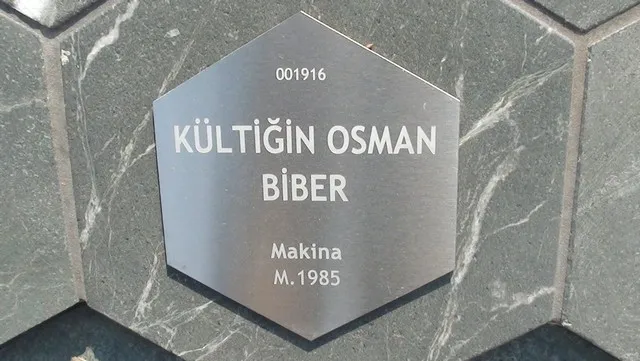 001916
KÜLTİĞİN OSMAN
BİBER
Makina
M.1985